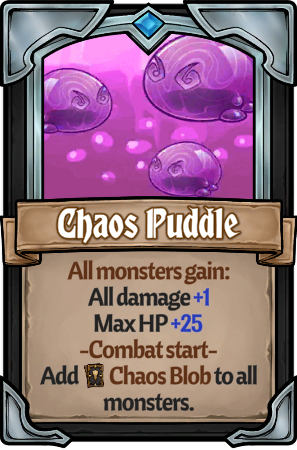 Chaos Puddle
All monsters gain:
All damage +1
Max HP +25
-Combat start-
Add Chaos Blob to all
monsters.